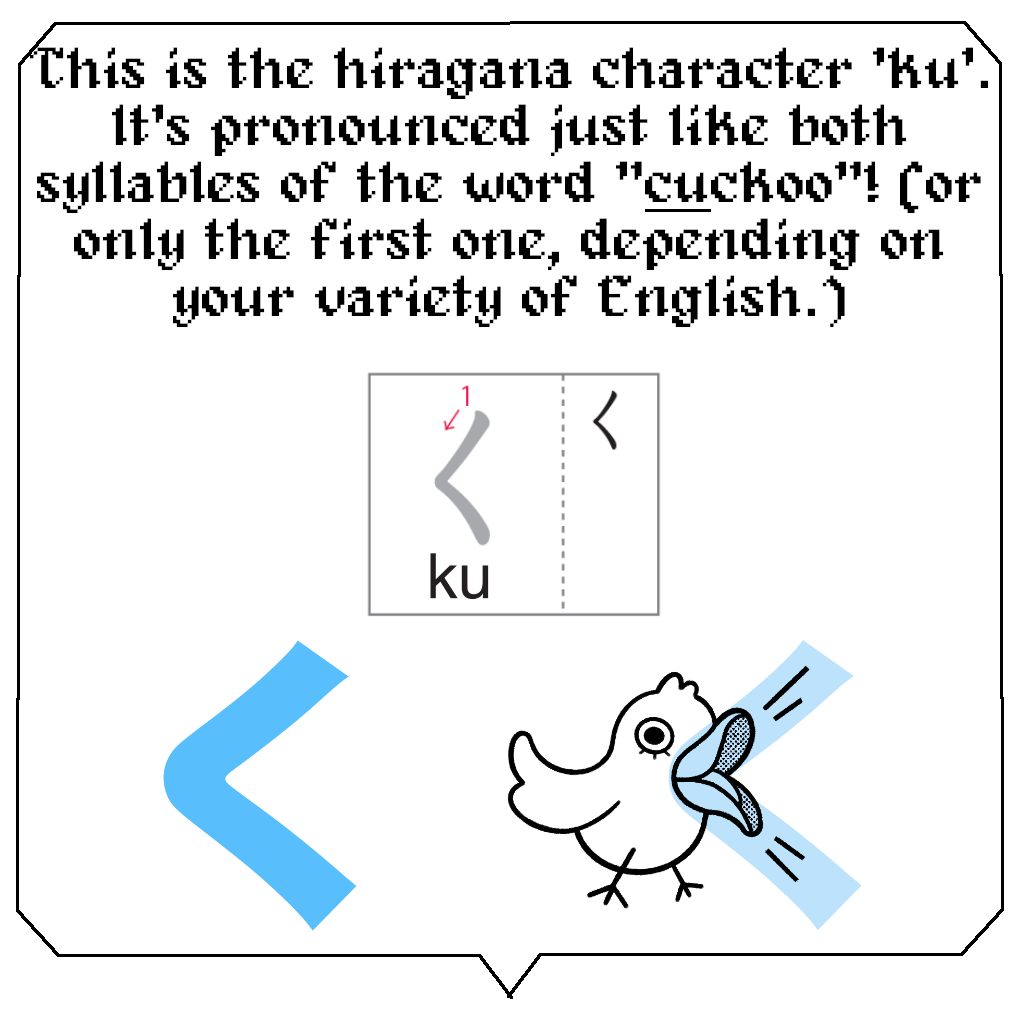 This is the hiragana character 'ku'.
It's pronounced just like both
syllables of the word "cuckoo"! (or
only the first one, depending on
your variety of English.)
1
く
く
ku
く